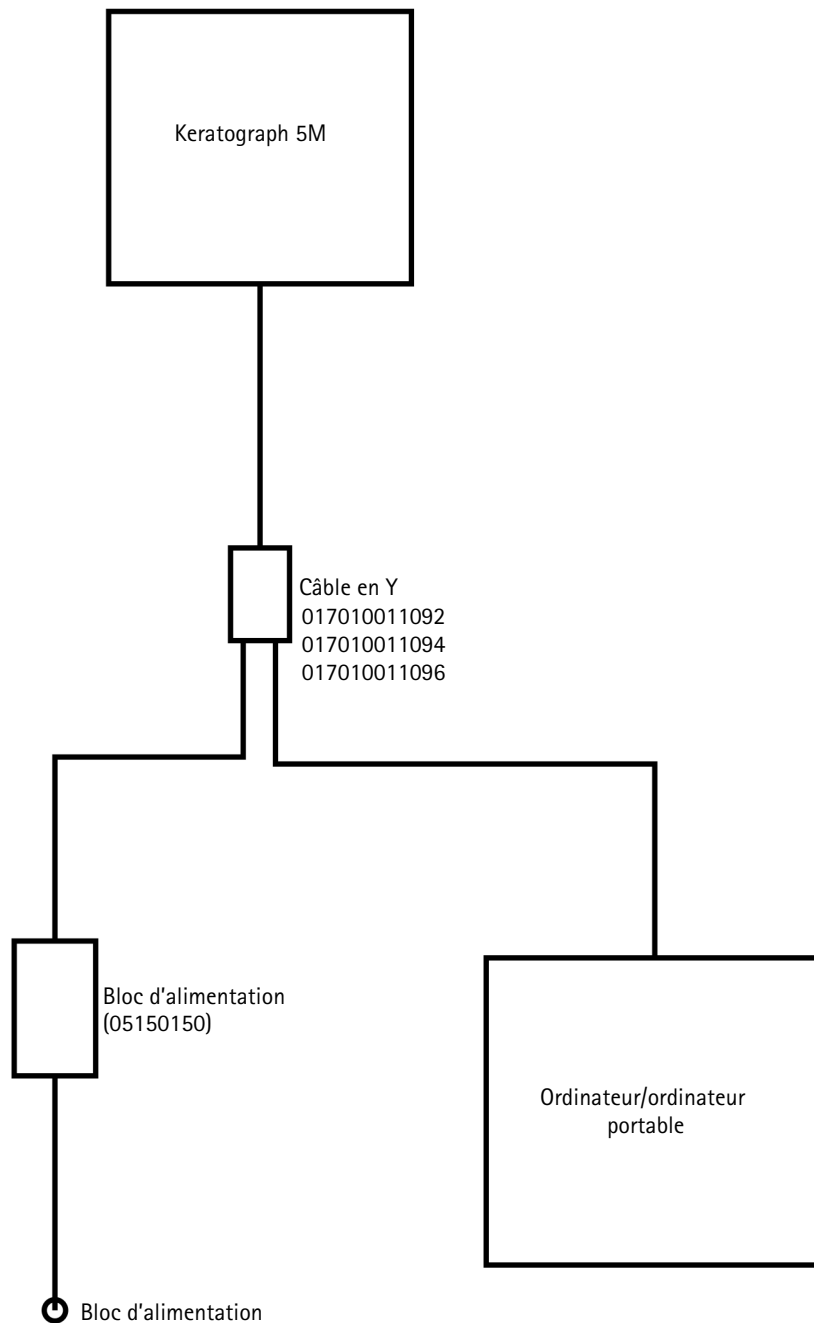 Keratograph 5M
Câble en Y
017010011092
017010011094
017010011096
Bloc d'alimentation
(05150150)
Ordinateur/ordinateur
portable
Bloc d'alimentation